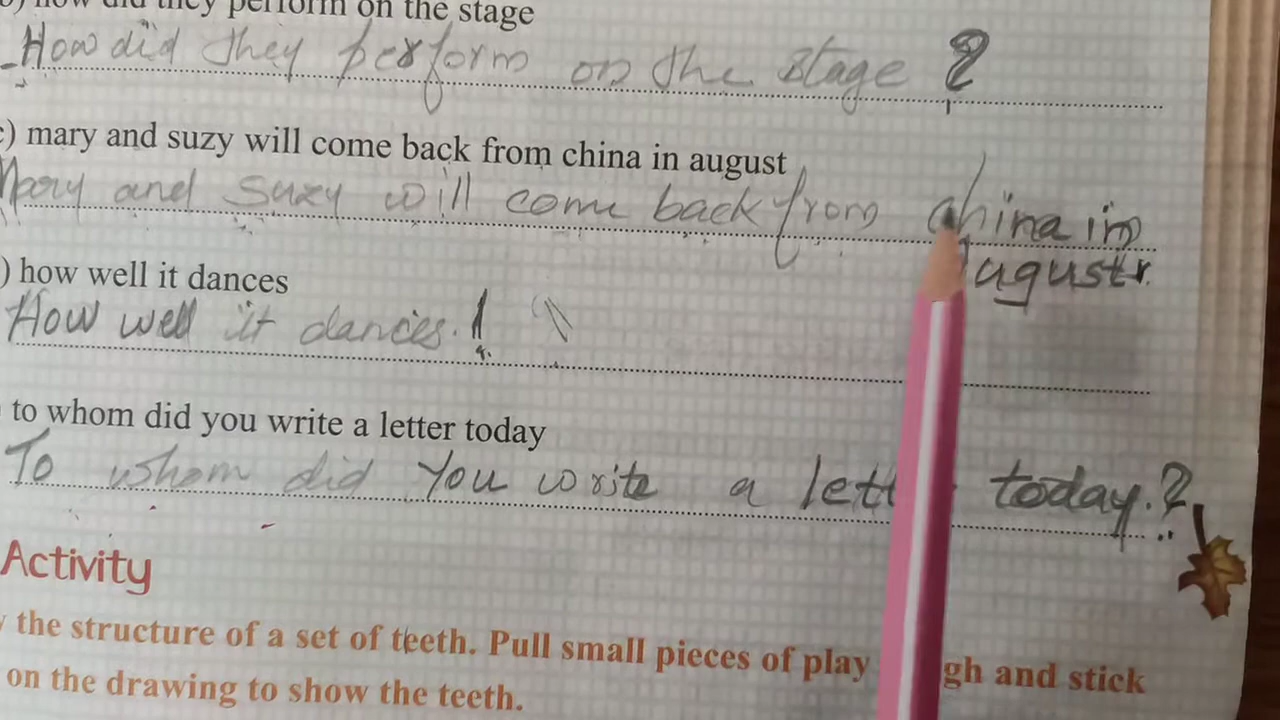 b) how did they perform on the stage
How did they perform on the stage ?
c) mary and suzy will come back from china in august
Mary and Suzy will come back from china in
agustr.
) how well it dances
How well it dances.!
to whom did you write a letter today
To whom did you write a lett today.?
Activity
the structure of a set of teeth. Pull small pieces of play gh and stick
on the drawing to show the teeth.